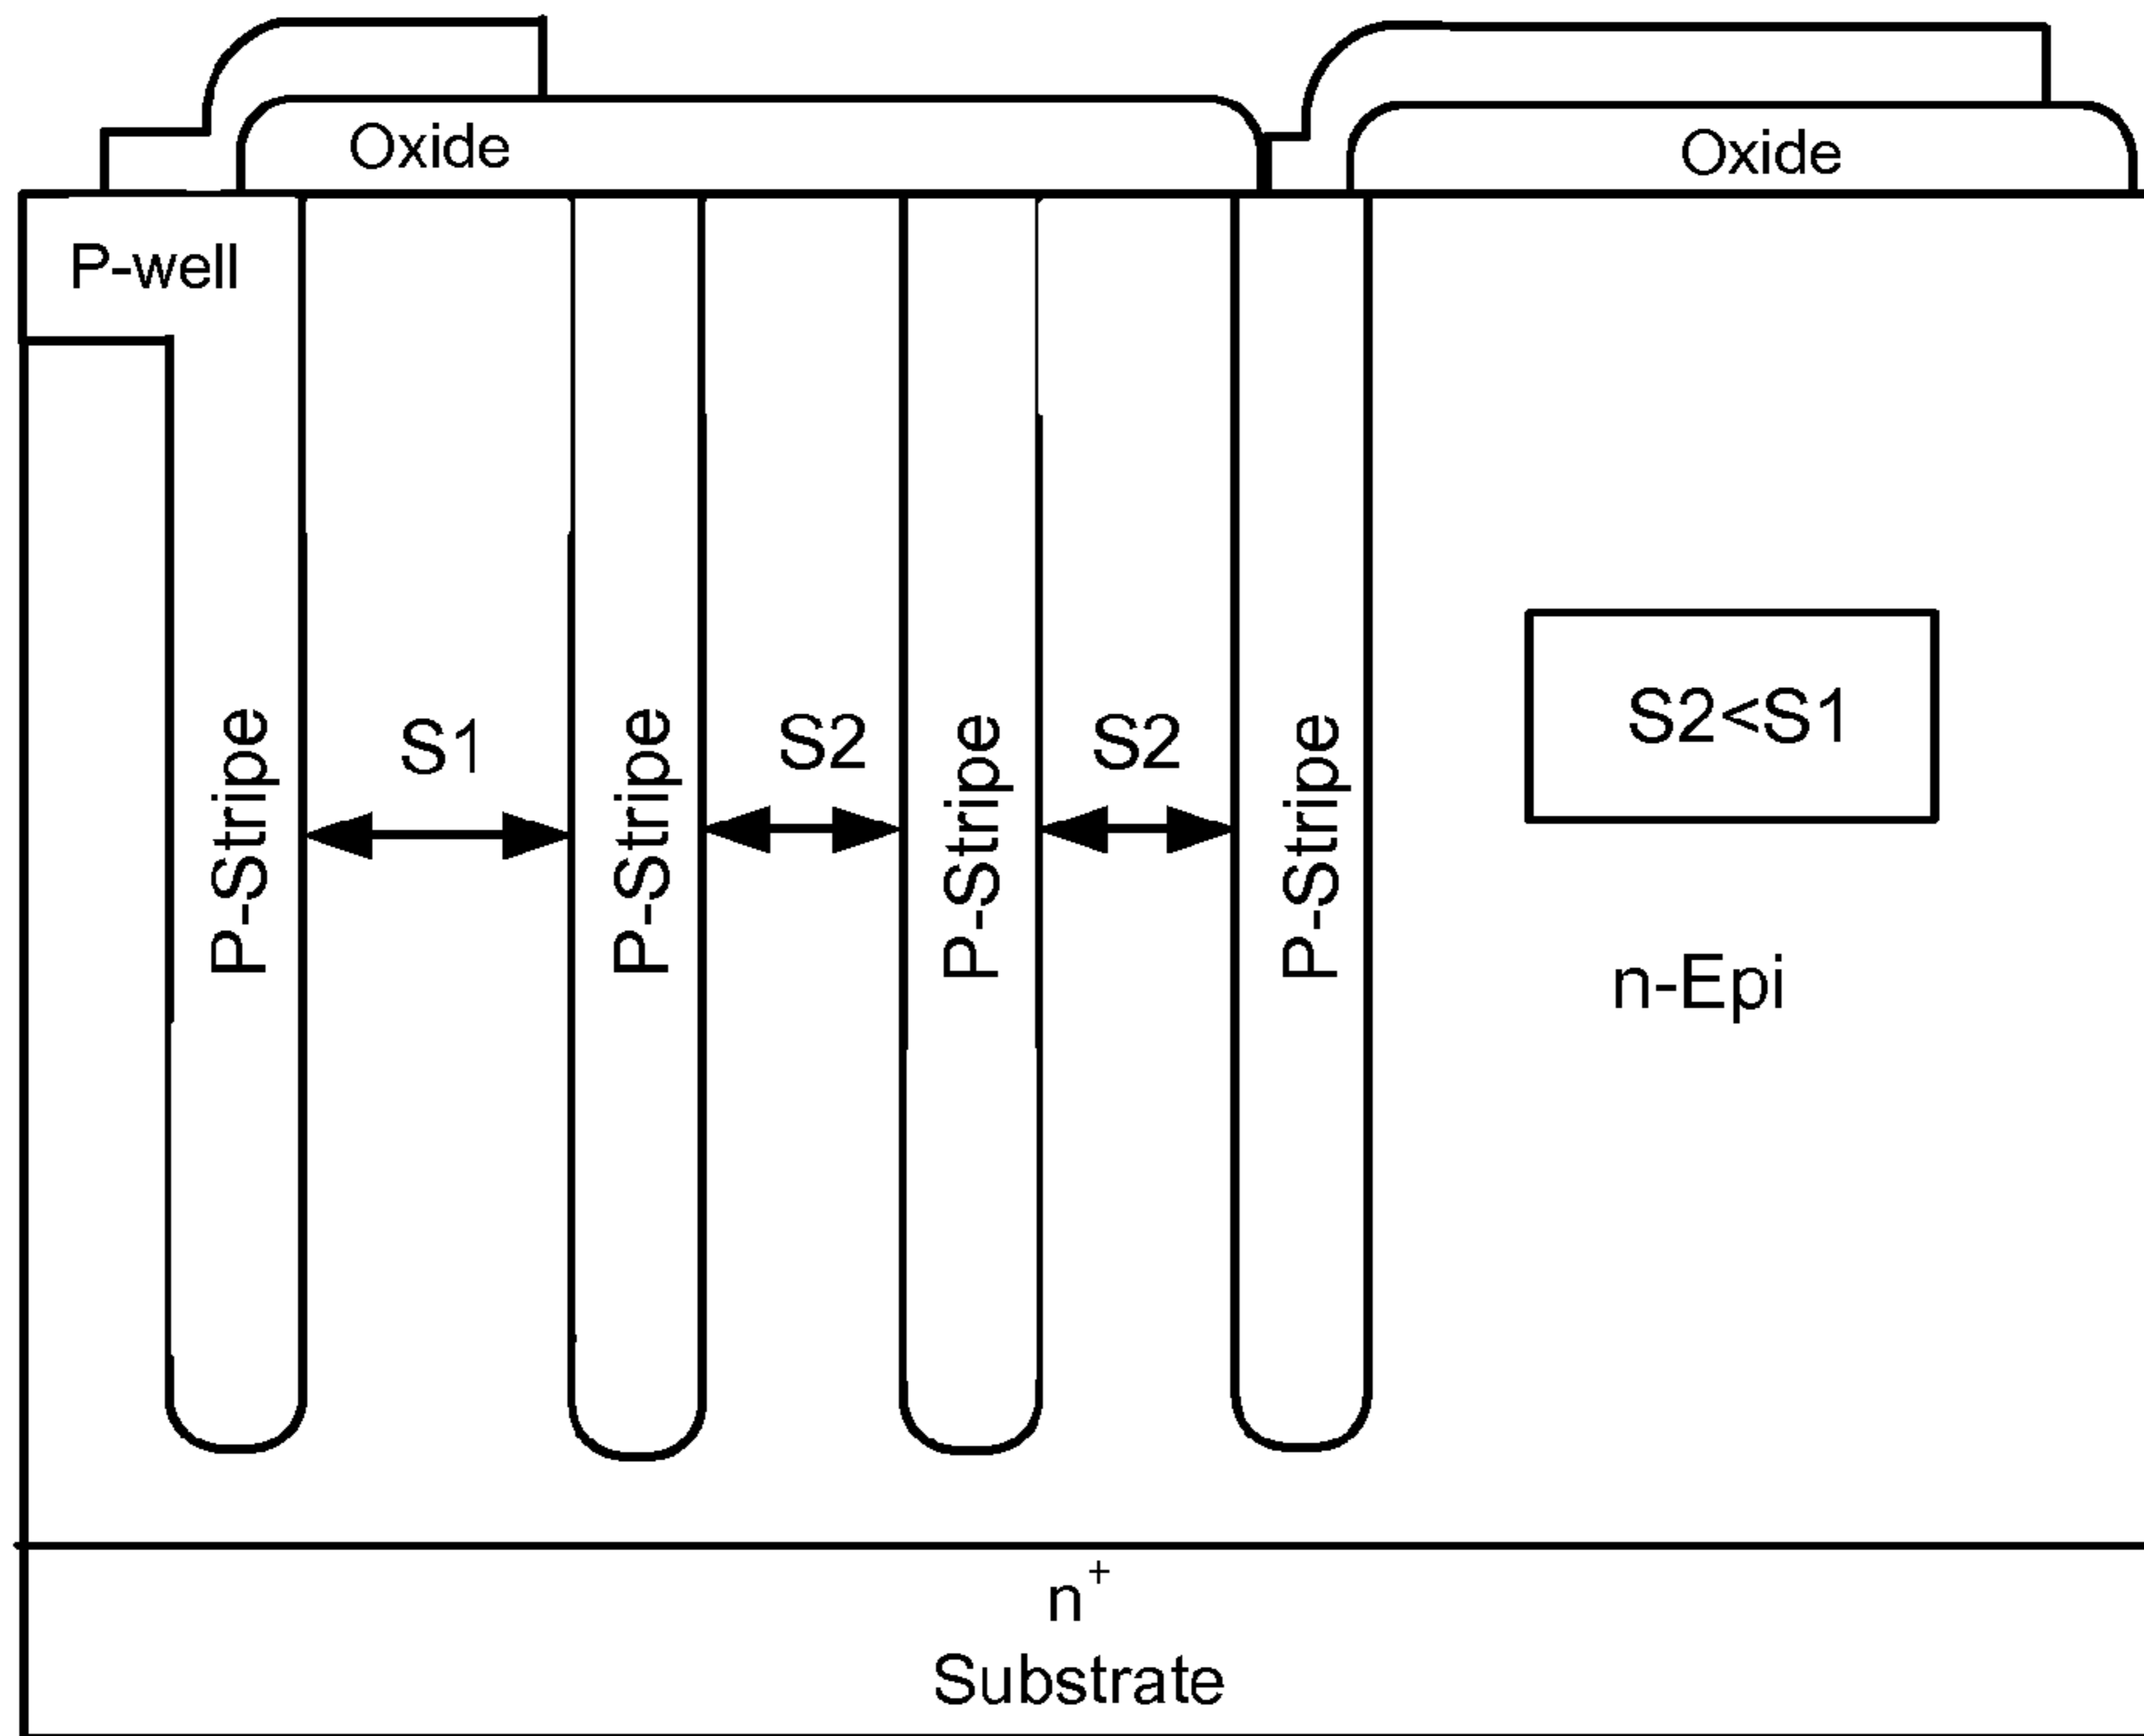 Oxide
Oxide
P-well
P-Stripe
S1
P-Stripe
S2
P-Stripe
S2
P-Stripe
S2<S1
n-Epi
n+
Substrate